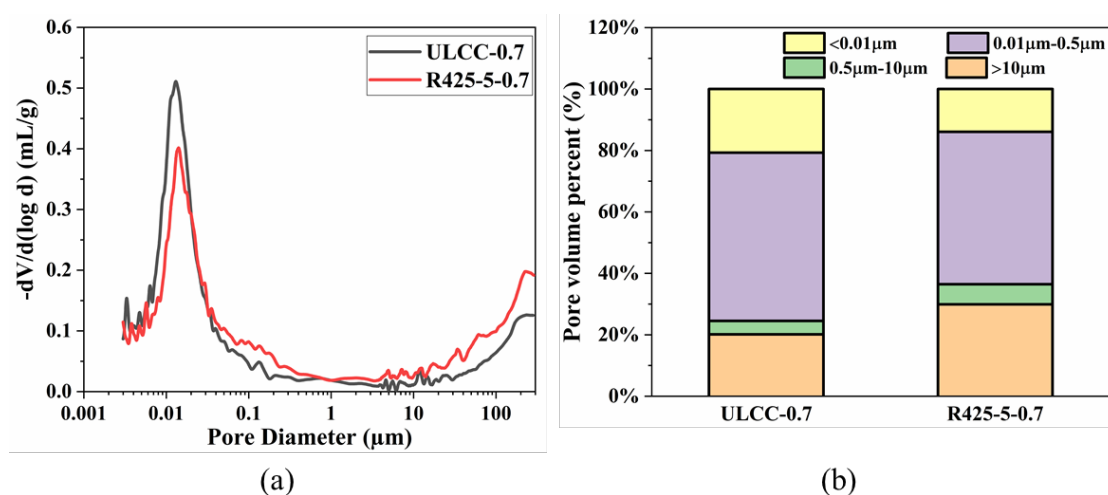 0.6
0.5
0.4
0.3
0.2
0.1
0.0
-dV/d(log d) (mL/g)
ULCC-0.7
R425-5-0.7
0.001
0.01
0.1
1
10
100
Pore Diameter (μm)
(a)
120%
100%
80%
60%
40%
20%
0%
Pore volume percent (%)
<0.01μm
0.01μm-0.5μm
0.5μm-10μm
>10μm
ULCC-0.7
R425-5-0.7
(b)